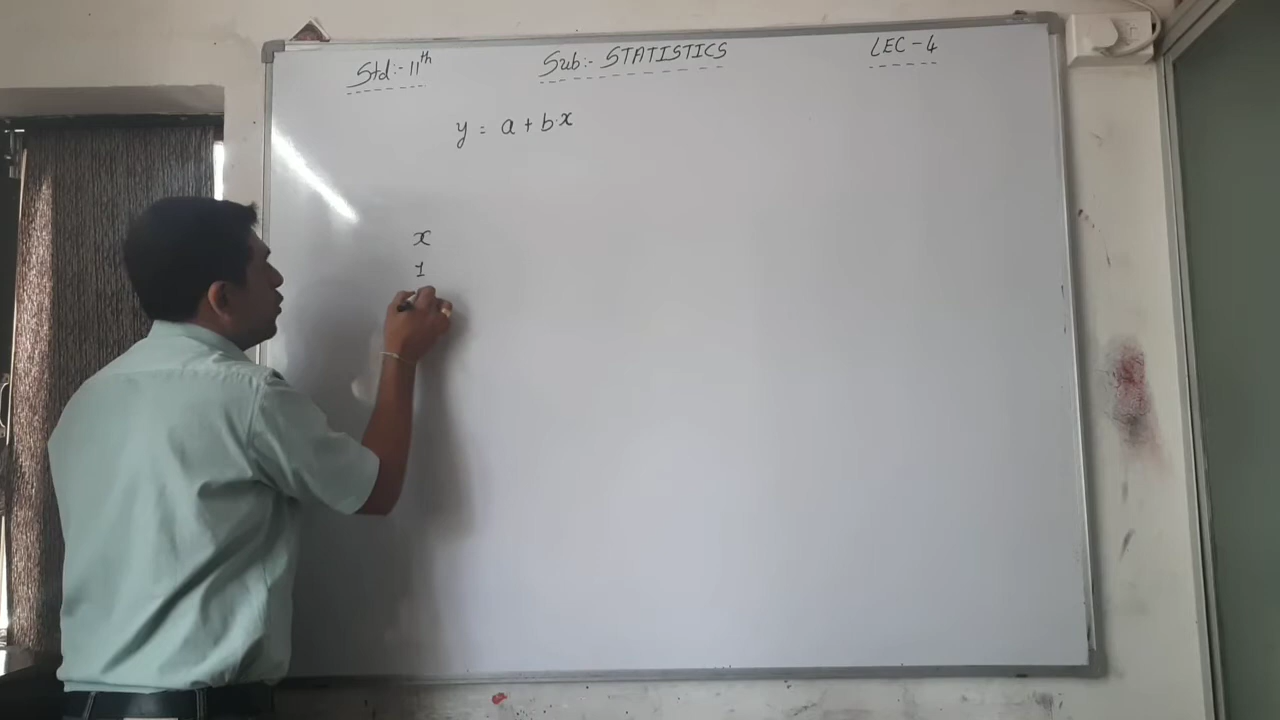 Std:- 11th Sub:- STATISTICS LEC-4
y = a + b·x
x
1